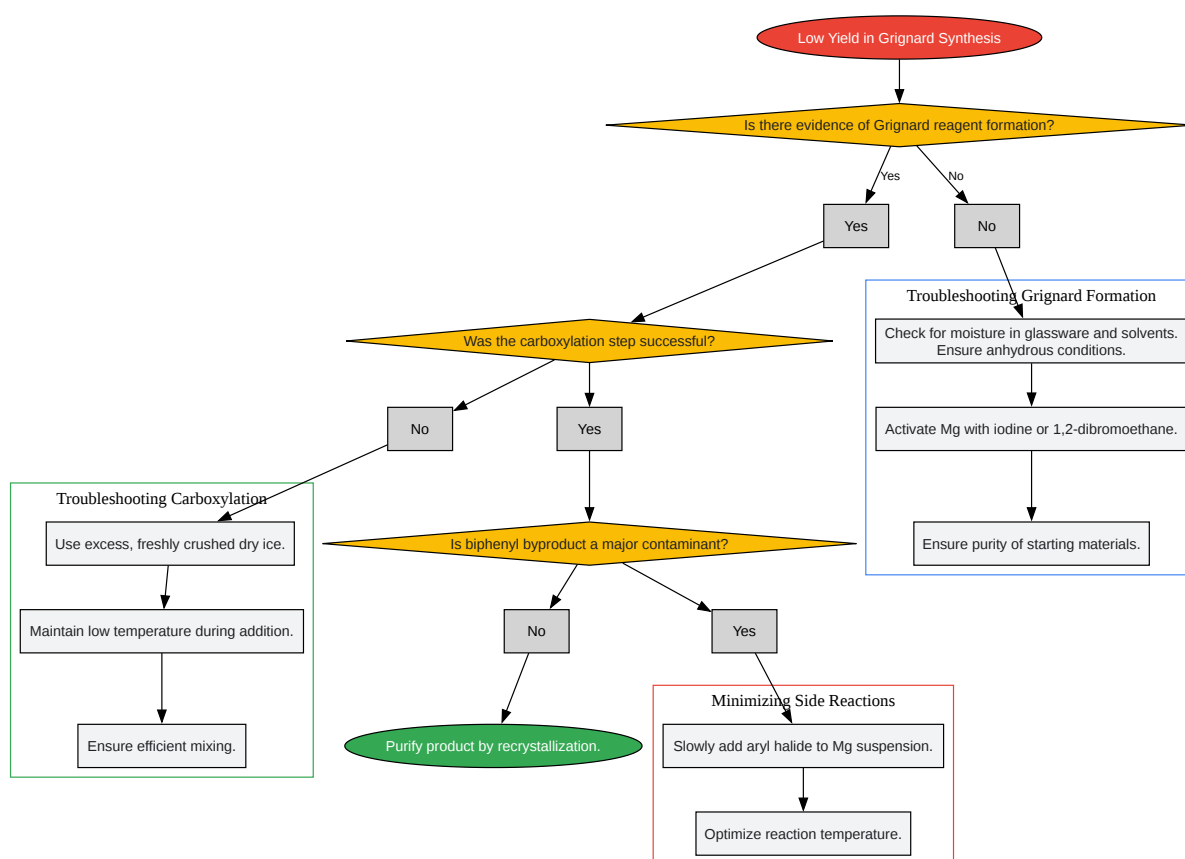 Low Yield in Grignard Synthesis
Is there evidence of Grignard reagent formation?
Yes
No
Yes
No
Troubleshooting Grignard Formation
Check for moisture in glassware and solvents.
Ensure anhydrous conditions.
Was the carboxylation step successful?
No
Yes
Activate Mg with iodine or 1,2-dibromoethane.
Troubleshooting Carboxylation
Use excess, freshly crushed dry ice.
Is biphenyl byproduct a major contaminant?
Ensure purity of starting materials.
Maintain low temperature during addition.
No
Yes
Minimizing Side Reactions
Ensure efficient mixing.
Purify product by recrystallization.
Slowly add aryl halide to Mg suspension.
Optimize reaction temperature.